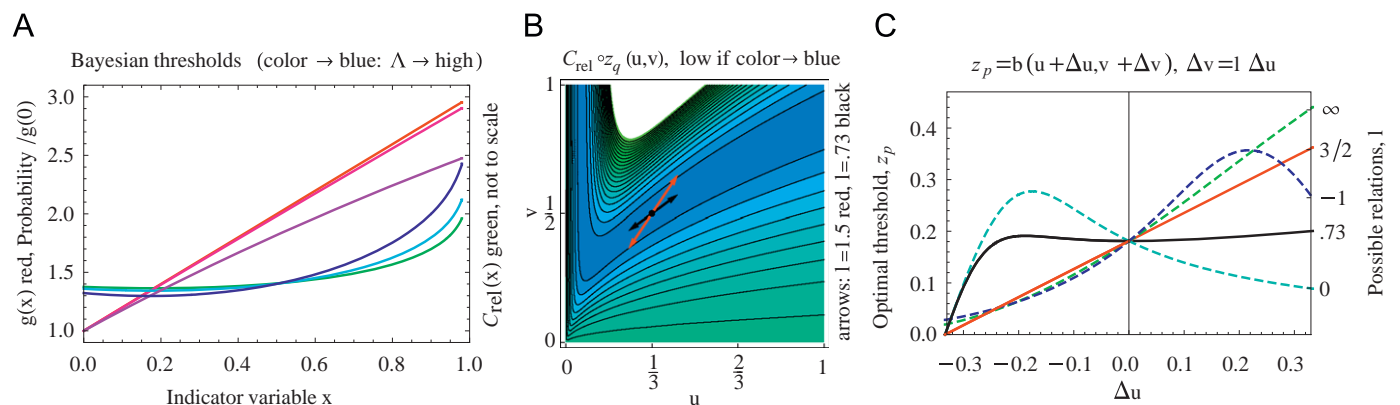 A
Bayesian thresholds (color → blue: Λ → high)
g(x) red, Probability /g(0)
3.0
2.5
2.0
1.5
1.0
0.0
0.2
0.4
0.6
0.8
1.0
Indicator variable x
C_rel(x) green, not to scale
B
C_rel ∘z_q (u,v), low if color→ blue
1
v
1/2
0
0
1/3
2/3
1
u
arrows: l=1.5 red, l=.73 black
C
z_p=b(u+Δu,v +Δv), Δv=l Δu
Optimal threshold, z_p
0.4
0.3
0.2
0.1
0.0
−0.3
−0.2
−0.1
0.0
0.1
0.2
0.3
Δu
∞
3/2
−1
.73
0
Possible relations, l